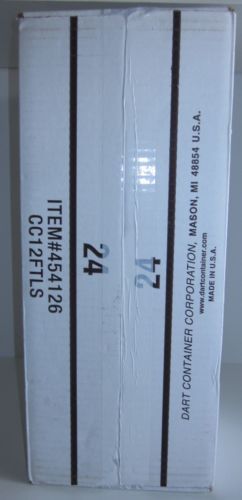 ITEM#454126
CC12FTLS
24
24
DART CONTAINER CORPORATION, MASON, MI 48854 U.S.A.
www.dartcontainer.com
MADE IN U.S.A.